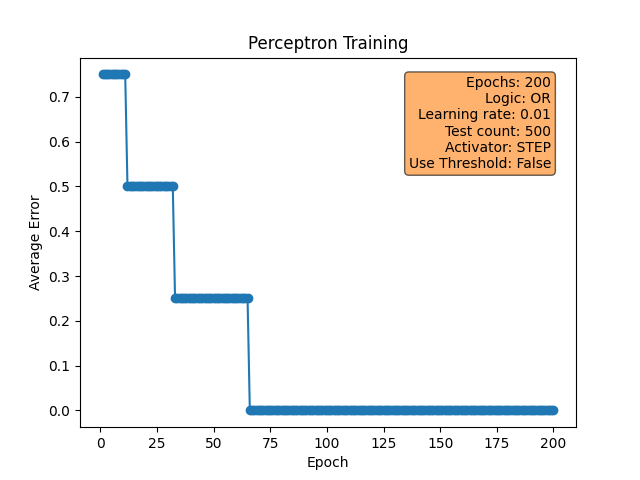 Perceptron Training
Epochs: 200
Logic: OR
Learning rate: 0.01
Test count: 500
Activator: STEP
Use Threshold: False
Average Error
0.7
0.6
0.5
0.4
0.3
0.2
0.1
0.0
0 25 50 75 100 125 150 175 200
Epoch